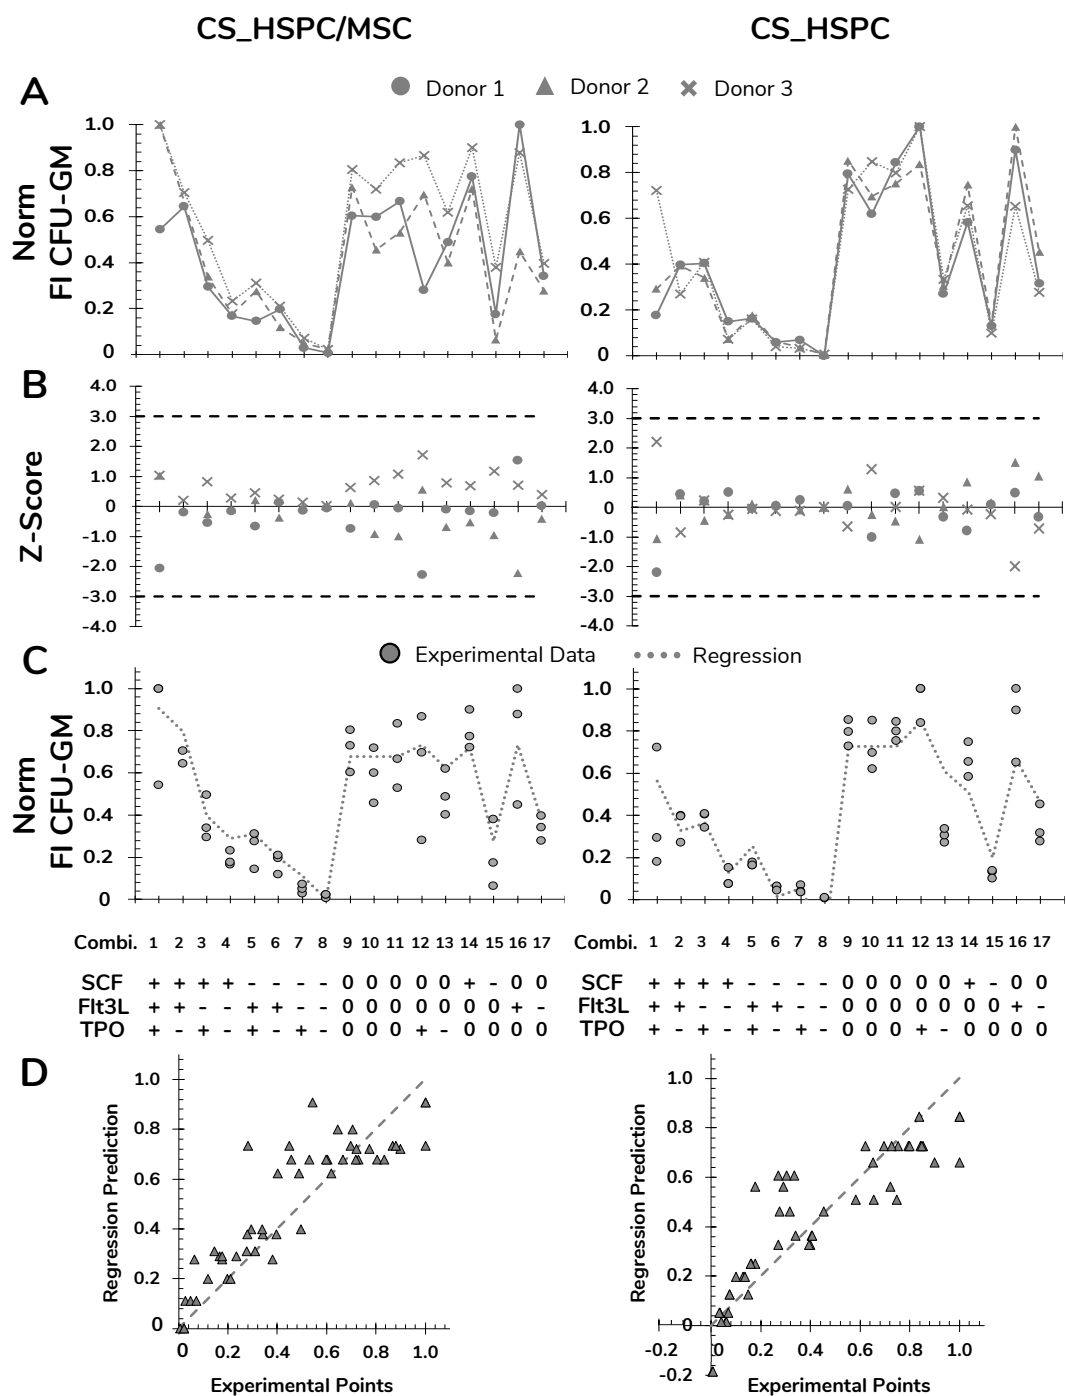 CS_HSPC/MSC CS_HSPC
A
Donor 1 Donor 2 Donor 3
Norm
FI CFU-GM
1.0
0.8
0.6
0.4
0.2
0
1.0
0.8
0.6
0.4
0.2
0
B
Z-Score
4.0
3.0
2.0
1.0
0
-1.0
-2.0
-3.0
-4.0
4.0
3.0
2.0
1.0
0
-1.0
-2.0
-3.0
-4.0
C
Experimental Data Regression
Norm
FI CFU-GM
1.0
0.8
0.6
0.4
0.2
0
1.0
0.8
0.6
0.4
0.2
0
Combi. 1 2 3 4 5 6 7 8 9 10 11 12 13 14 15 16 17
SCF + + + + - - - - 0 0 0 0 0 + - 0 0
Flt3L + + - - + + - - 0 0 0 0 0 0 0 + -
TPO + - + - + - + - 0 0 0 + - 0 0 0 0
Combi. 1 2 3 4 5 6 7 8 9 10 11 12 13 14 15 16 17
SCF + + + + - - - - 0 0 0 0 0 + - 0 0
Flt3L + + - - + + - - 0 0 0 0 0 0 0 + -
TPO + - + - + - + - 0 0 0 + - 0 0 0 0
D
Regression Prediction
1.0
0.8
0.6
0.4
0.2
0
0 0.2 0.4 0.6 0.8 1.0
Experimental Points
Regression Prediction
1.0
0.8
0.6
0.4
0.2
0
-0.2
-0.2 0 0.2 0.4 0.6 0.8 1.0
Experimental Points